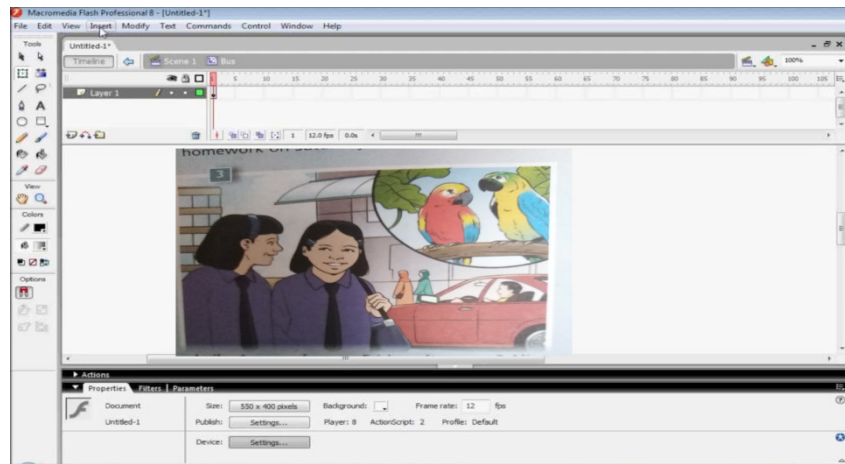 Macromedia Flash Professional 8 - [Untitled-1*]
File Edit View Insert Modify Text Commands Control Window Help
Tools
Untitled-1*
Timeline Scene 1 Bus 100%
1 5 10 15 20 25 30 35 40 45 50 55 60 65 70 75 80 85 90 95 100 105
Layer 1
1 12.0 fps 0.0s
View
Colors
Options
homework on
3
Actions
Properties Filters Parameters
Document Size: 550 x 400 pixels Background: Frame rate: 12 fps
Untitled-1 Publish: Settings... Player: 8 ActionScript: 2 Profile: Default
Device: Settings...